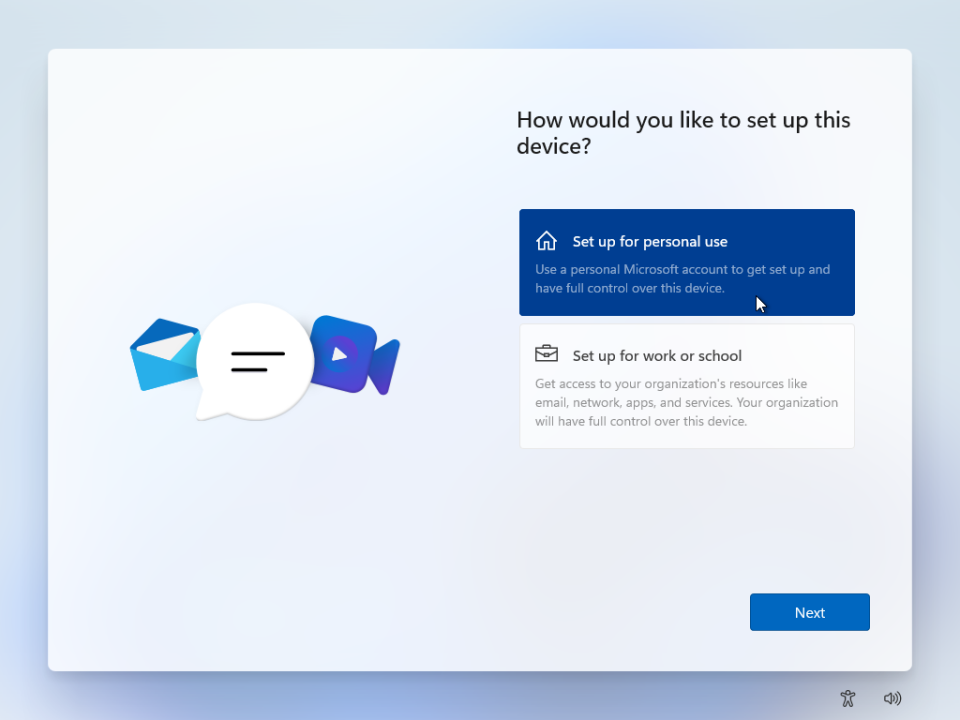 How would you like to set up this
device?
Set up for personal use
Use a personal Microsoft account to get set up and
have full control over this device.
Set up for work or school
Get access to your organization's resources like
email, network, apps, and services. Your organization
will have full control over this device.
Next